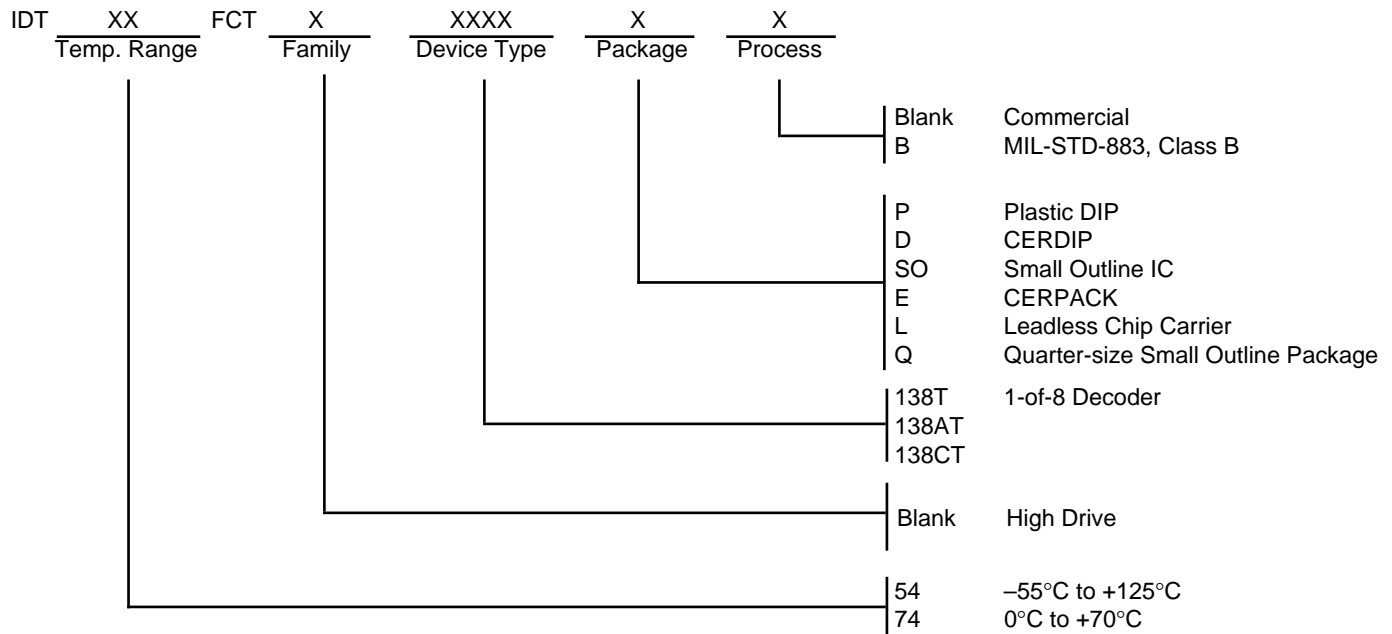 IDT XX FCT X XXXX X X
Temp. Range Family Device Type Package Process
Blank Commercial
B MIL-STD-883, Class B
P Plastic DIP
D CERDIP
SO Small Outline IC
E CERPACK
L Leadless Chip Carrier
Q Quarter-size Small Outline Package
138T 1-of-8 Decoder
138AT
138CT
Blank High Drive
54 –55°C to +125°C
74 0°C to +70°C